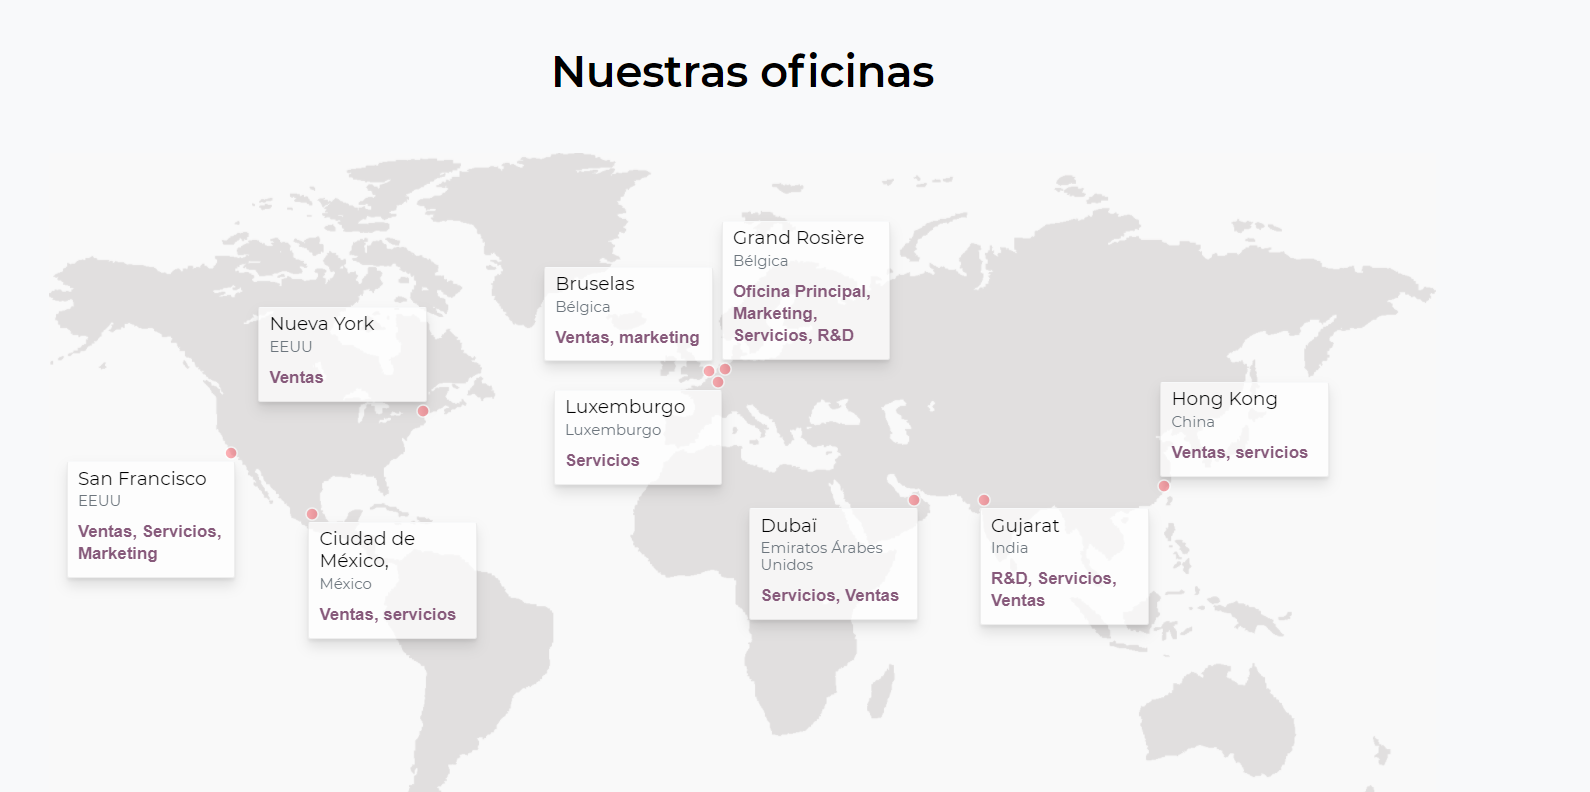 Nuestras oficinas
Grand Rosière
Bélgica
Oficina Principal,
Marketing,
Servicios, R&D
Bruselas
Bélgica
Ventas, marketing
Nueva York
EEUU
Ventas
Luxemburgo
Luxemburgo
Servicios
Hong Kong
China
Ventas, servicios
San Francisco
EEUU
Ventas, Servicios,
Marketing
Ciudad de
México,
México
Ventas, servicios
Dubaï
Emiratos Árabes
Unidos
Servicios, Ventas
Gujarat
India
R&D, Servicios,
Ventas